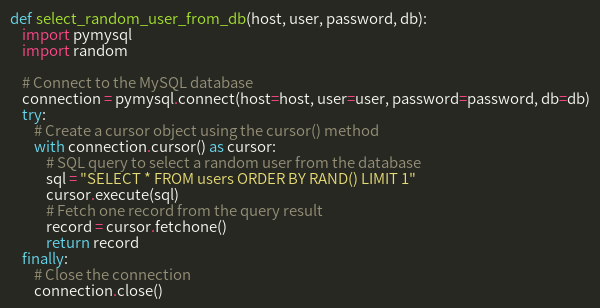 def select_random_user_from_db(host, user, password, db):
    import pymysql
    import random

    # Connect to the MySQL database
    connection = pymysql.connect(host=host, user=user, password=password, db=db)
    try:
        # Create a cursor object using the cursor() method
        with connection.cursor() as cursor:
            # SQL query to select a random user from the database
            sql = "SELECT * FROM users ORDER BY RAND() LIMIT 1"
            cursor.execute(sql)
            # Fetch one record from the query result
            record = cursor.fetchone()
            return record
    finally:
        # Close the connection
        connection.close()